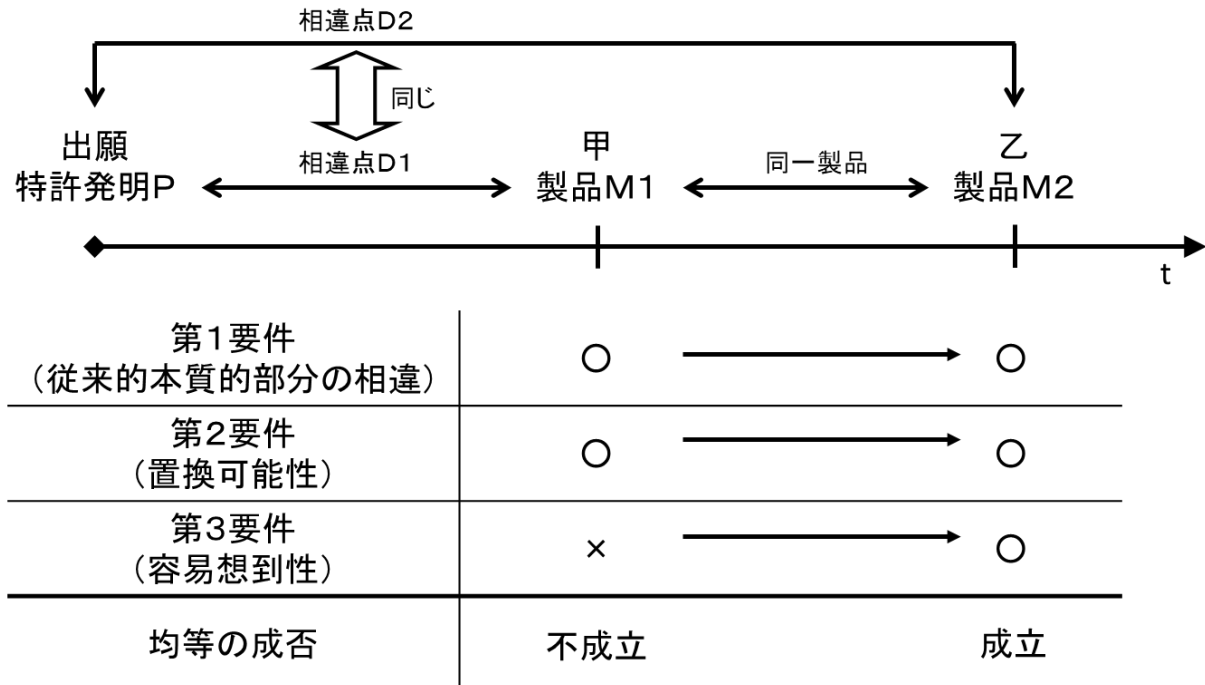 相違点D2
同じ
出願
特許発明P
相違点D1
甲
製品M1
同一製品
乙
製品M2
t
第1要件
(従来的本質的部分の相違)
○
○
第2要件
(置換可能性)
○
○
第3要件
(容易想到性)
×
○
均等の成否
不成立
成立